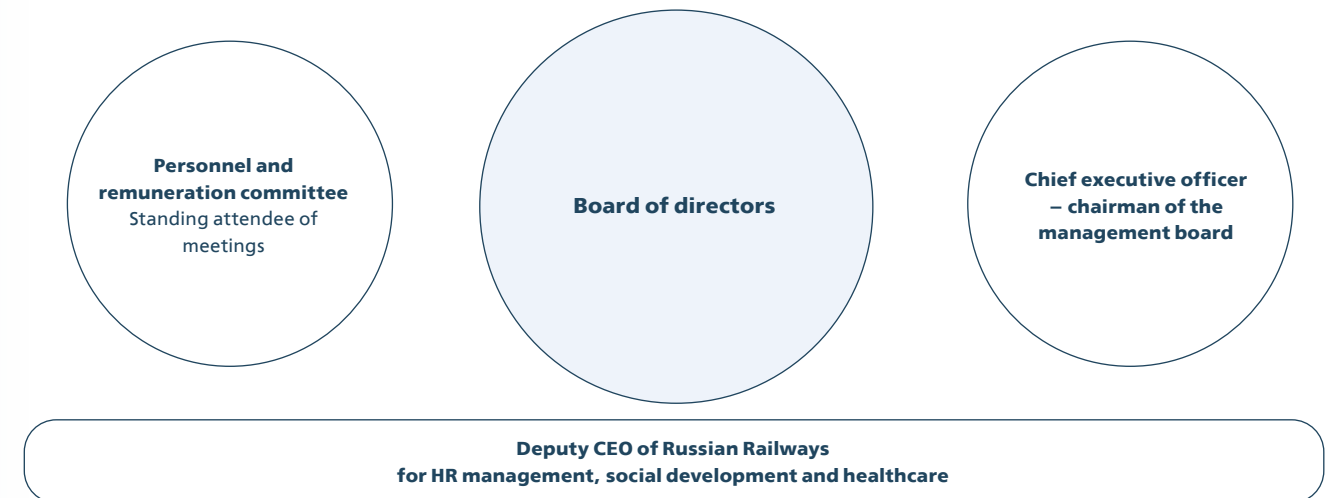 Personnel and
remuneration committee
Standing attendee of
meetings
Board of directors
Chief executive officer
– chairman of the
management board
Deputy CEO of Russian Railways
for HR management, social development and healthcare